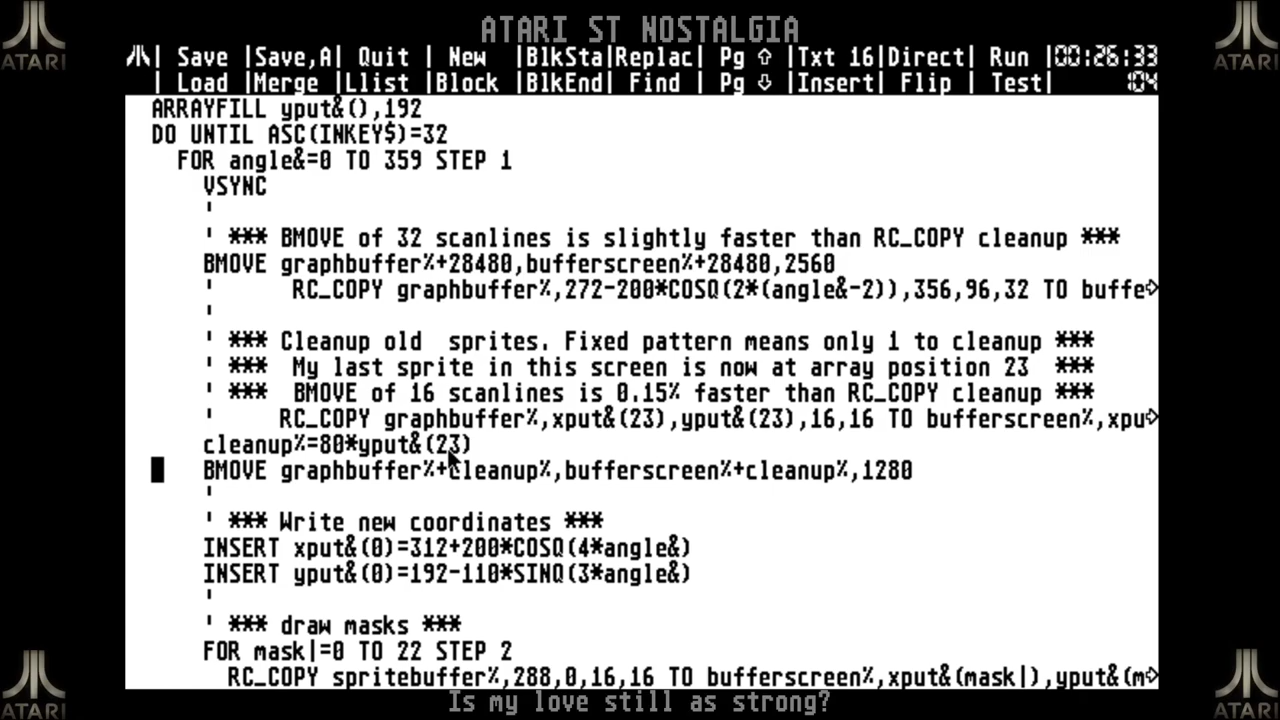 ATARI ST NOSTALGIA
ATARI
ATARI
| Save |Save,A| Quit | New |BlkSta|Replac| Pg ⇧ |Txt 16|Direct| Run |00:26:33
| Load |Merge |Llist |Block |BlkEnd| Find | Pg ⇩ |Insert| Flip | Test| 104
ARRAYFILL yput&(),192
DO UNTIL ASC(INKEY$)=32
FOR angle&=0 TO 359 STEP 1
VSYNC
'
' *** BMOVE of 32 scanlines is slightly faster than RC_COPY cleanup ***
BMOVE graphbuffer%+28480,bufferscreen%+28480,2560
' RC_COPY graphbuffer%,272-200*COSQ(2*(angle&-2)),356,96,32 TO buffe
'
' *** Cleanup old  sprites. Fixed pattern means only 1 to cleanup ***
' ***  My last sprite in this screen is now at array position 23  ***
' ***  BMOVE of 16 scanlines is 0.15% faster than RC_COPY cleanup ***
' RC_COPY graphbuffer%,xput&(23),yput&(23),16,16 TO bufferscreen%,xpu
cleanup%=80*yput&(23)
BMOVE graphbuffer%+cleanup%,bufferscreen%+cleanup%,1280
'
' *** Write new coordinates ***
INSERT xput&(0)=312+200*COSQ(4*angle&)
INSERT yput&(0)=192-110*SINQ(3*angle&)
'
' *** draw masks ***
FOR mask|=0 TO 22 STEP 2
RC_COPY spritebuffer%,288,0,16,16 TO bufferscreen%,xput&(mask|),yput&(m
Is my love still as strong?
ATARI
ATARI